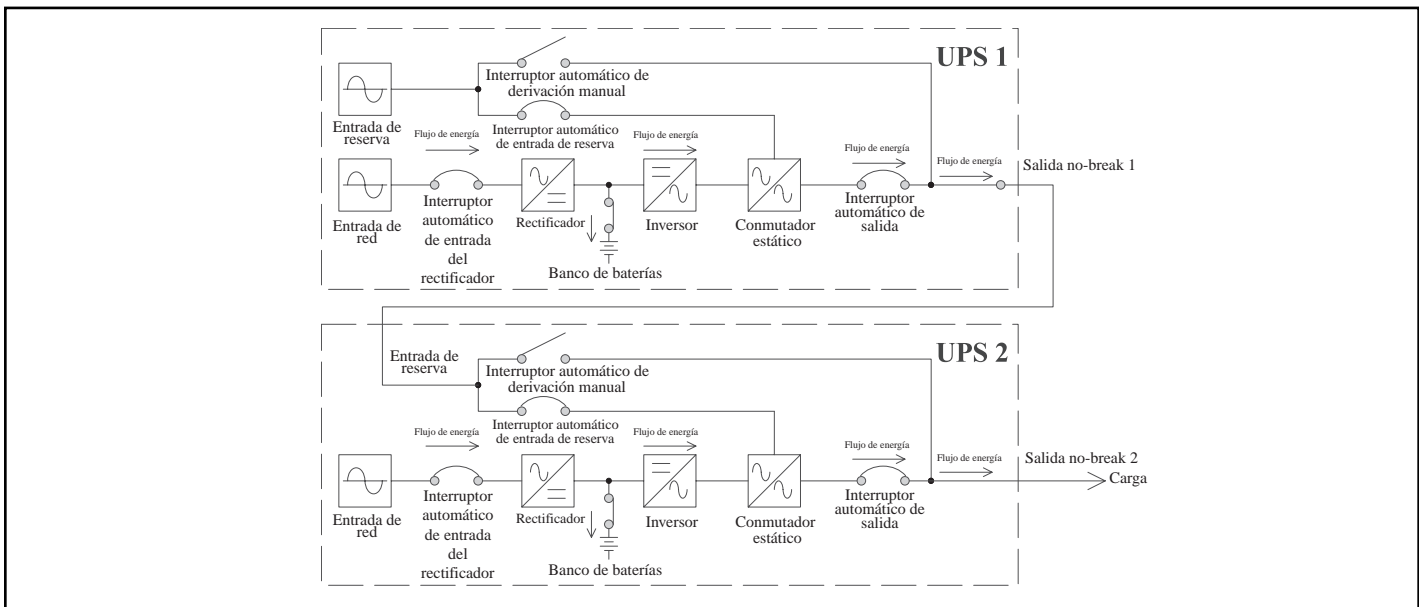 UPS 1
Interruptor automático de
derivación manual
Entrada de
reserva
Flujo de energía
Interruptor automático
de entrada de reserva
Flujo de energía
Flujo de energía
Flujo de energía
Salida no-break 1
Entrada de
red
Interruptor
automático
de entrada
del
rectificador
Rectificador
Banco de baterías
Inversor
Conmutador
estático
Interruptor
automático de
salida
UPS 2
Entrada de
reserva
Interruptor automático de
derivación manual
Flujo de energía
Interruptor automático
de entrada de reserva
Flujo de energía
Flujo de energía
Flujo de energía
Salida no-break 2
Carga
Entrada de
red
Interruptor
automático
de entrada
del
rectificador
Rectificador
Banco de baterías
Inversor
Conmutador
estático
Interruptor
automático de
salida